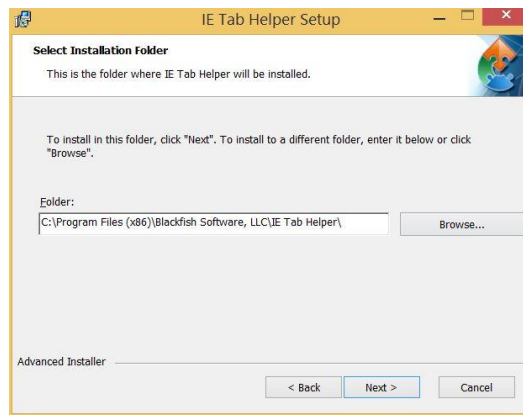 IE Tab Helper Setup
Select Installation Folder
This is the folder where IE Tab Helper will be installed.
To install in this folder, click "Next". To install to a different folder, enter it below or click
"Browse".
Folder:
C:\Program Files (x86)\Blackfish Software, LLC\IE Tab Helper\
Browse...
Advanced Installer
< Back
Next >
Cancel